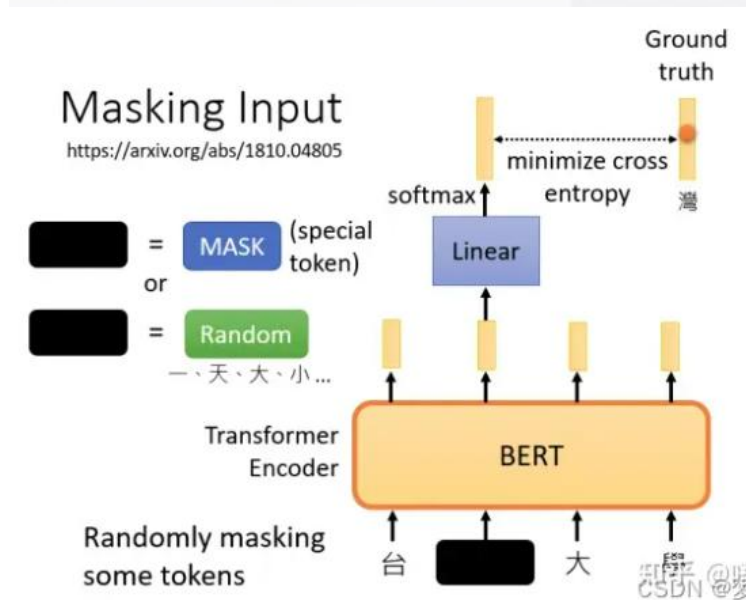 Ground
truth
Masking Input
https://arxiv.org/abs/1810.04805
minimize cross
entropy
softmax
灣
= MASK (special
token)
Linear
or
= Random
一、天、大、小...
Transformer
Encoder
BERT
Randomly masking
some tokens
台 大 學
知乎 @
CSDN @